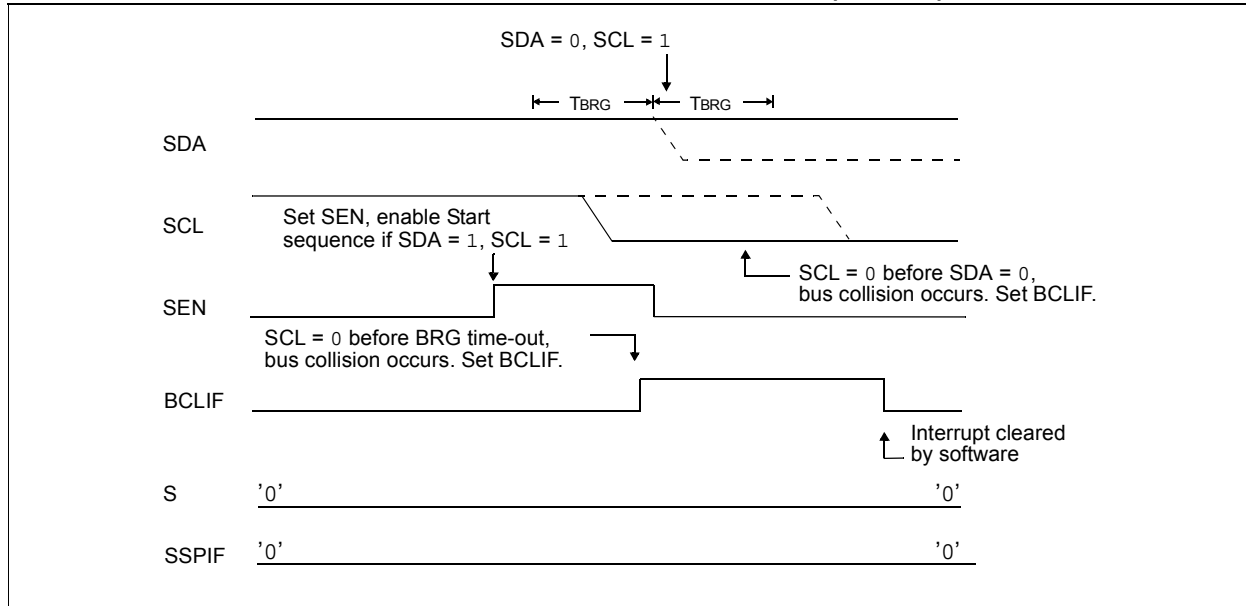 SDA = 0, SCL = 1
TBRG TBRG
SDA
SCL
Set SEN, enable Start
sequence if SDA = 1, SCL = 1
SCL = 0 before SDA = 0,
bus collision occurs. Set BCLIF.
SEN
SCL = 0 before BRG time-out,
bus collision occurs. Set BCLIF.
BCLIF
Interrupt cleared
by software
S '0' '0'
SSPIF '0' '0'